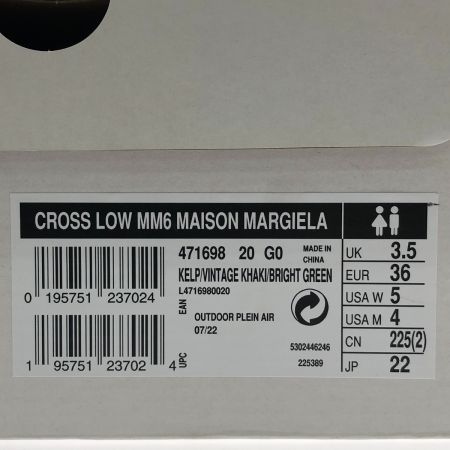 CROSS LOW MM6 MAISON MARGIELA
471698 20 G0
MADE IN
CHINA
KELP/VINTAGE KHAKI/BRIGHT GREEN
L4716980020
EAN
0 195751 237024
OUTDOOR PLEIN AIR
07/22
1 95751 23702 4
UPC
5302446246
225389
UK 3.5
EUR 36
USA W 5
USA M 4
CN 225(2)
JP 22